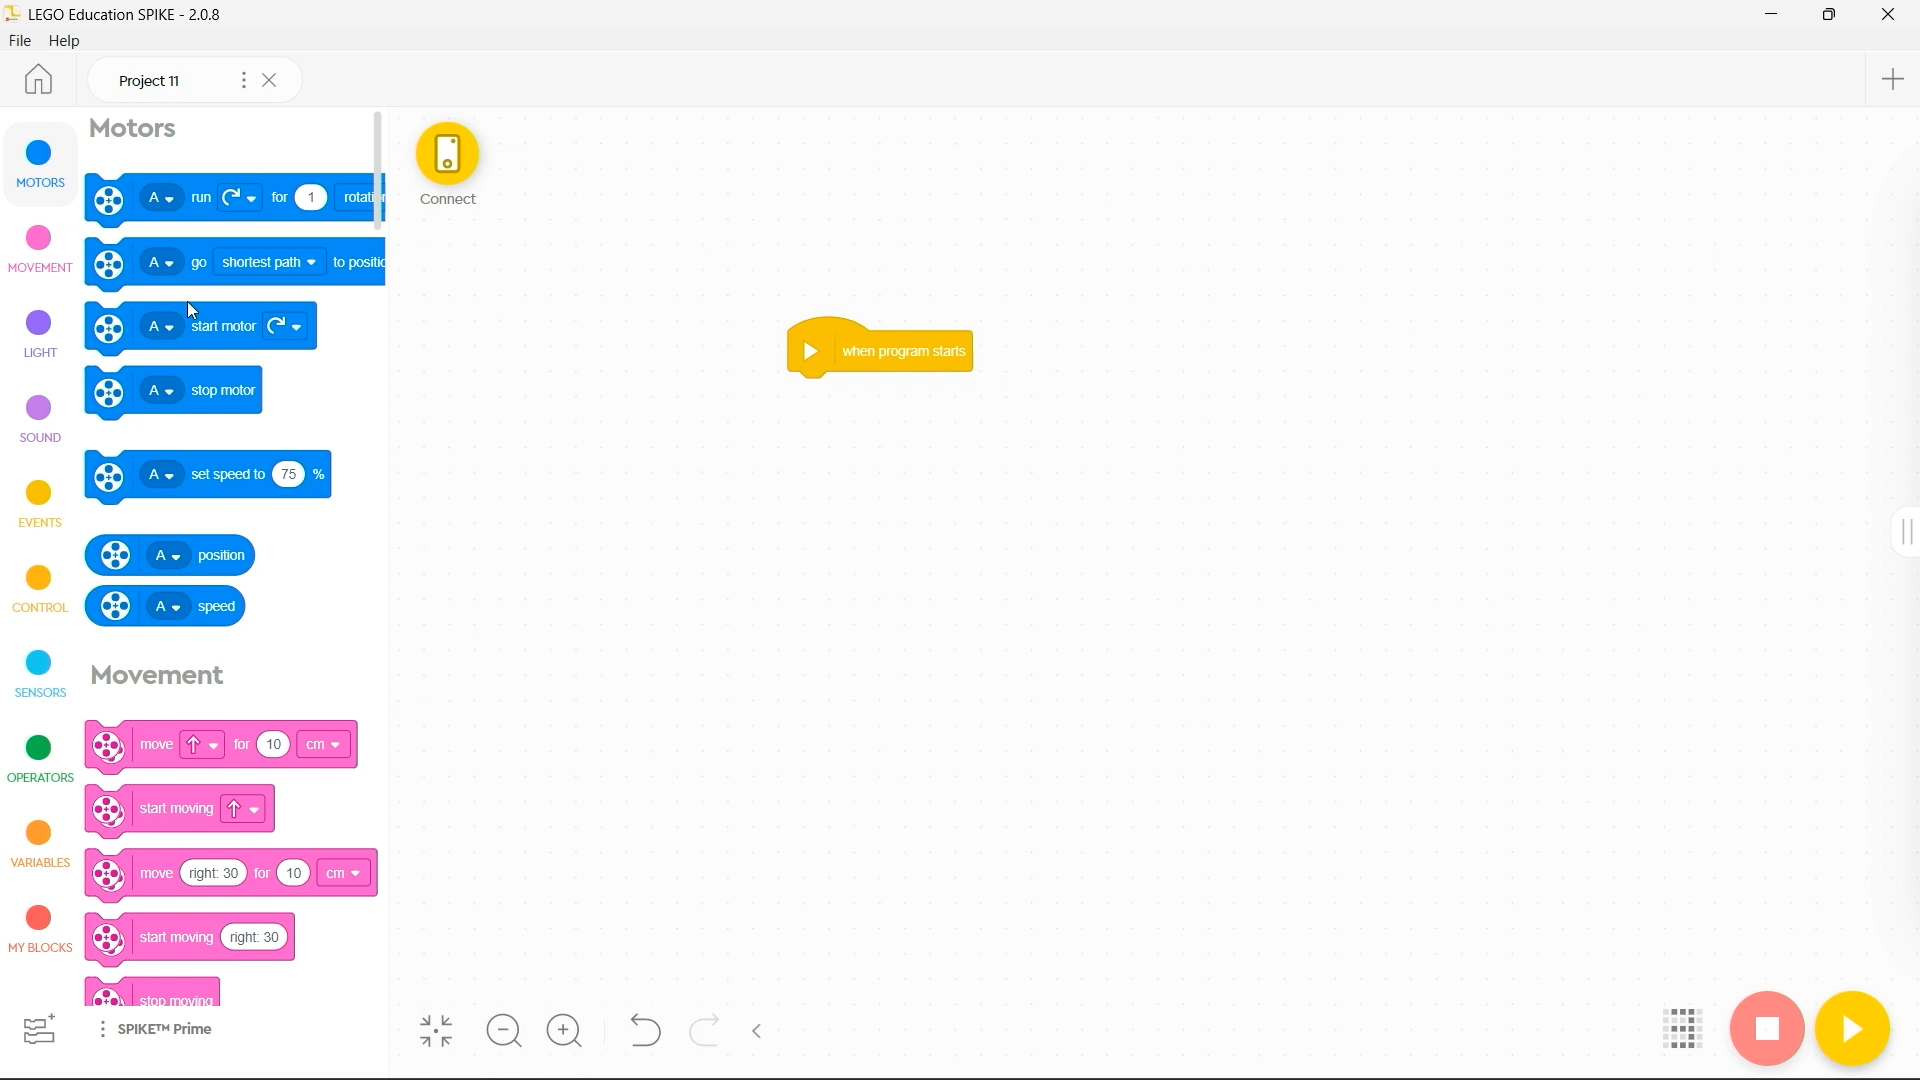 LEGO Education SPIKE - 2.0.8
File Help
Project 11
Motors
MOTORS
A run for 1
A go shortest path
Connect
MOVEMENT
A start motor
when program starts
LIGHT
A stop motor
SOUND
A set speed to 75 %
EVENTS
A position
CONTROL
A speed
SENSORS
Movement
move for 10 cm
OPERATORS
start moving
VARIABLES
move right: 30 for 10 cm
MY BLOCKS
start moving right: 30
stop moving
SPIKE™ Prime